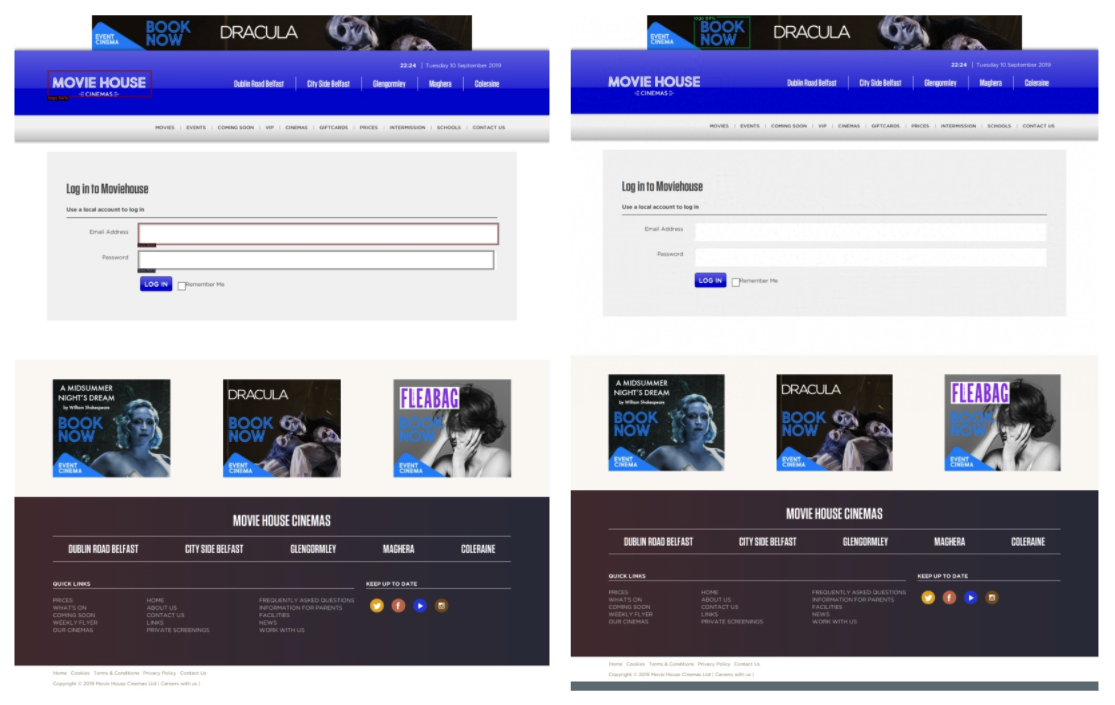 EVENT CINEMA
BOOK NOW
DRACULA
22:24 | Tuesday 10 September 2019
MOVIE HOUSE
CINEMAS
Dublin Road Belfast | City Side Belfast | Glengormley | Maghera | Coleraine
MOVIES | EVENTS | COMING SOON | VIP | CINEMAS | GIFTCARDS | PRICES | INTERMISSION | SCHOOLS | CONTACT US
Log in to Moviehouse
Use a local account to log in
Email Address
Password
LOG IN Remember Me
A MIDSUMMER
NIGHT'S DREAM
by William Shakespeare
BOOK
NOW
EVENT
CINEMA
DRACULA
BOOK
NOW
EVENT
CINEMA
FLEABAG
BOOK
NOW
EVENT
CINEMA
MOVIE HOUSE CINEMAS
DUBLIN ROAD BELFAST CITY SIDE BELFAST GLENGORMLEY MAGHERA COLERAINE
QUICK LINKS KEEP UP TO DATE
PRICES HOME FREQUENTLY ASKED QUESTIONS
WHAT'S ON ABOUT US INFORMATION FOR PARENTS
COMING SOON CONTACT US FACILITIES
WEEKLY FLYER LINKS NEWS
OUR CINEMAS PRIVATE SCREENINGS WORK WITH US
Home Cookies Terms & Conditions Privacy Policy Contact Us
Copyright © 2019 Movie House Cinemas Ltd | Careers with us |
EVENT CINEMA
BOOK NOW
DRACULA
22:24 | Tuesday 10 September 2019
MOVIE HOUSE
CINEMAS
Dublin Road Belfast | City Side Belfast | Glengormley | Maghera | Coleraine
MOVIES | EVENTS | COMING SOON | VIP | CINEMAS | GIFTCARDS | PRICES | INTERMISSION | SCHOOLS | CONTACT US
Log in to Moviehouse
Use a local account to log in
Email Address
Password
LOG IN Remember Me
A MIDSUMMER
NIGHT'S DREAM
by William Shakespeare
BOOK
NOW
EVENT
CINEMA
DRACULA
BOOK
NOW
EVENT
CINEMA
FLEABAG
BOOK
NOW
EVENT
CINEMA
MOVIE HOUSE CINEMAS
DUBLIN ROAD BELFAST CITY SIDE BELFAST GLENGORMLEY MAGHERA COLERAINE
QUICK LINKS KEEP UP TO DATE
PRICES HOME FREQUENTLY ASKED QUESTIONS
WHAT'S ON ABOUT US INFORMATION FOR PARENTS
COMING SOON CONTACT US FACILITIES
WEEKLY FLYER LINKS NEWS
OUR CINEMAS PRIVATE SCREENINGS WORK WITH US
Home Cookies Terms & Conditions Privacy Policy Contact Us
Copyright © 2019 Movie House Cinemas Ltd | Careers with us |